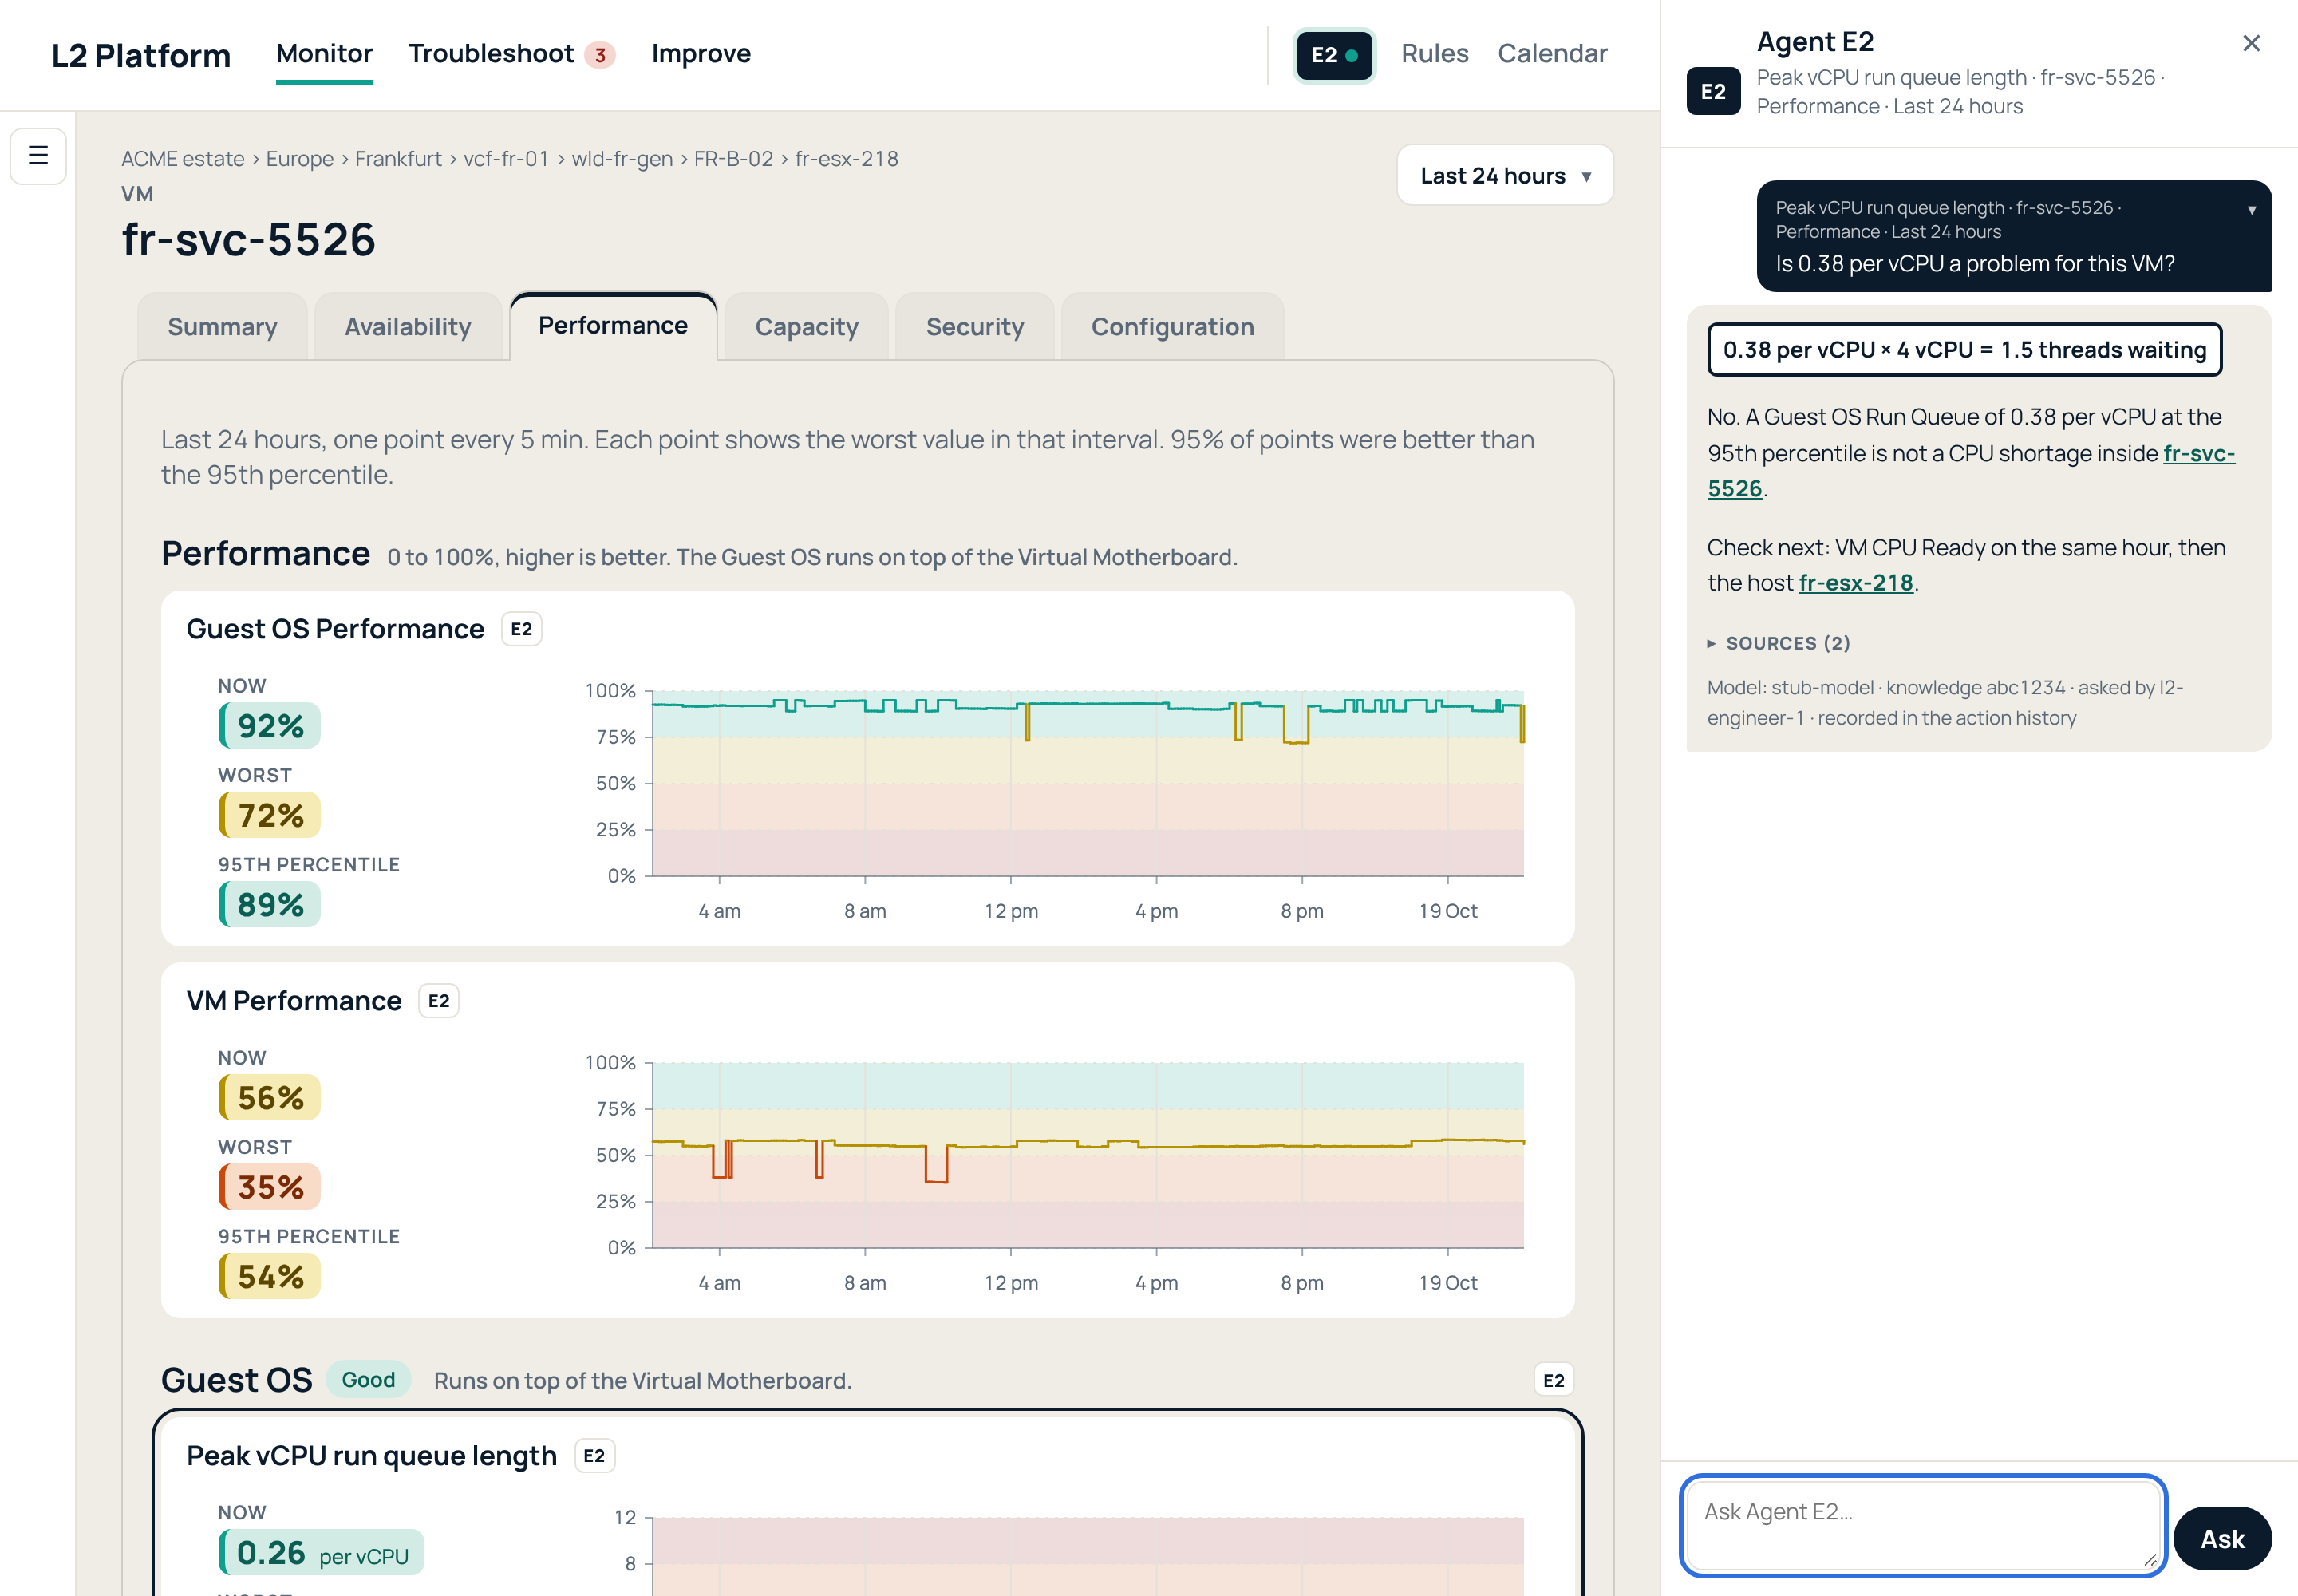 L2 Platform
Monitor
Troubleshoot 3
Improve
E2
Rules
Calendar
ACME estate › Europe › Frankfurt › vcf-fr-01 › wld-fr-gen › FR-B-02 › fr-esx-218
VM
fr-svc-5526
Last 24 hours ▾
Summary
Availability
Performance
Capacity
Security
Configuration
Last 24 hours, one point every 5 min. Each point shows the worst value in that interval. 95% of points were better than
the 95th percentile.
Performance 0 to 100%, higher is better. The Guest OS runs on top of the Virtual Motherboard.
Guest OS Performance E2
NOW
92%
WORST
72%
95TH PERCENTILE
89%
100%
75%
50%
25%
0%
4 am 8 am 12 pm 4 pm 8 pm 19 Oct
VM Performance E2
NOW
56%
WORST
35%
95TH PERCENTILE
54%
100%
75%
50%
25%
0%
4 am 8 am 12 pm 4 pm 8 pm 19 Oct
Guest OS Good Runs on top of the Virtual Motherboard. E2
Peak vCPU run queue length E2
NOW
0.26 per vCPU
12
8
Agent E2
E2
Peak vCPU run queue length · fr-svc-5526 ·
Performance · Last 24 hours
Peak vCPU run queue length · fr-svc-5526 ·
Performance · Last 24 hours
Is 0.38 per vCPU a problem for this VM?
0.38 per vCPU × 4 vCPU = 1.5 threads waiting
No. A Guest OS Run Queue of 0.38 per vCPU at the
95th percentile is not a CPU shortage inside fr-svc-
5526.
Check next: VM CPU Ready on the same hour, then
the host fr-esx-218.
▸ SOURCES (2)
Model: stub-model · knowledge abc1234 · asked by l2-
engineer-1 · recorded in the action history
Ask Agent E2…
Ask